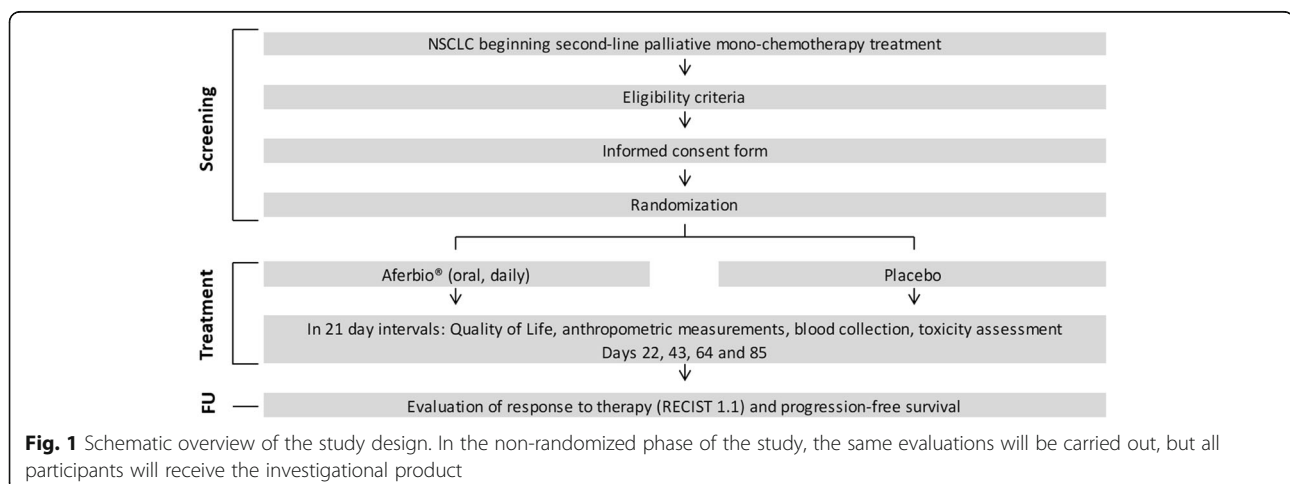 Screening
NSCLC beginning second-line palliative mono-chemotherapy treatment
Eligibility criteria
Informed consent form
Randomization
Treatment
Aferbio® (oral, daily)
Placebo
In 21 day intervals: Quality of Life, anthropometric measurements, blood collection, toxicity assessment
Days 22, 43, 64 and 85
FU
Evaluation of response to therapy (RECIST 1.1) and progression-free survival
Fig. 1 Schematic overview of the study design. In the non-randomized phase of the study, the same evaluations will be carried out, but all
participants will receive the investigational product